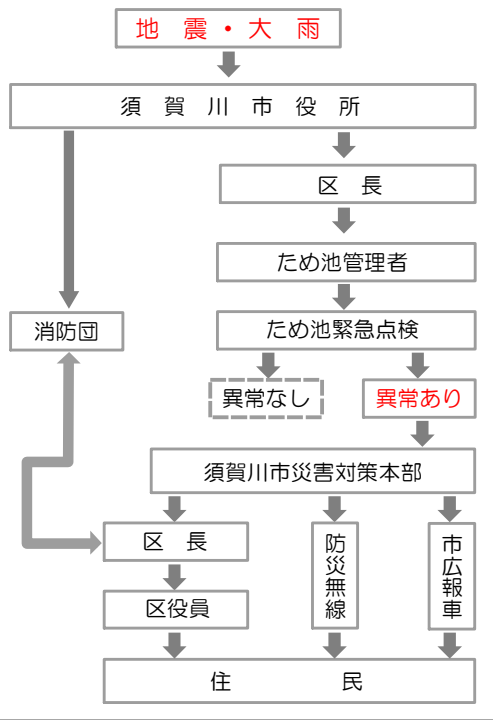 地震・大雨
須賀川市役所
区長
ため池管理者
消防団
ため池緊急点検
異常なし
異常あり
須賀川市災害対策本部
区長
防災無線
市広報車
区役員
住民